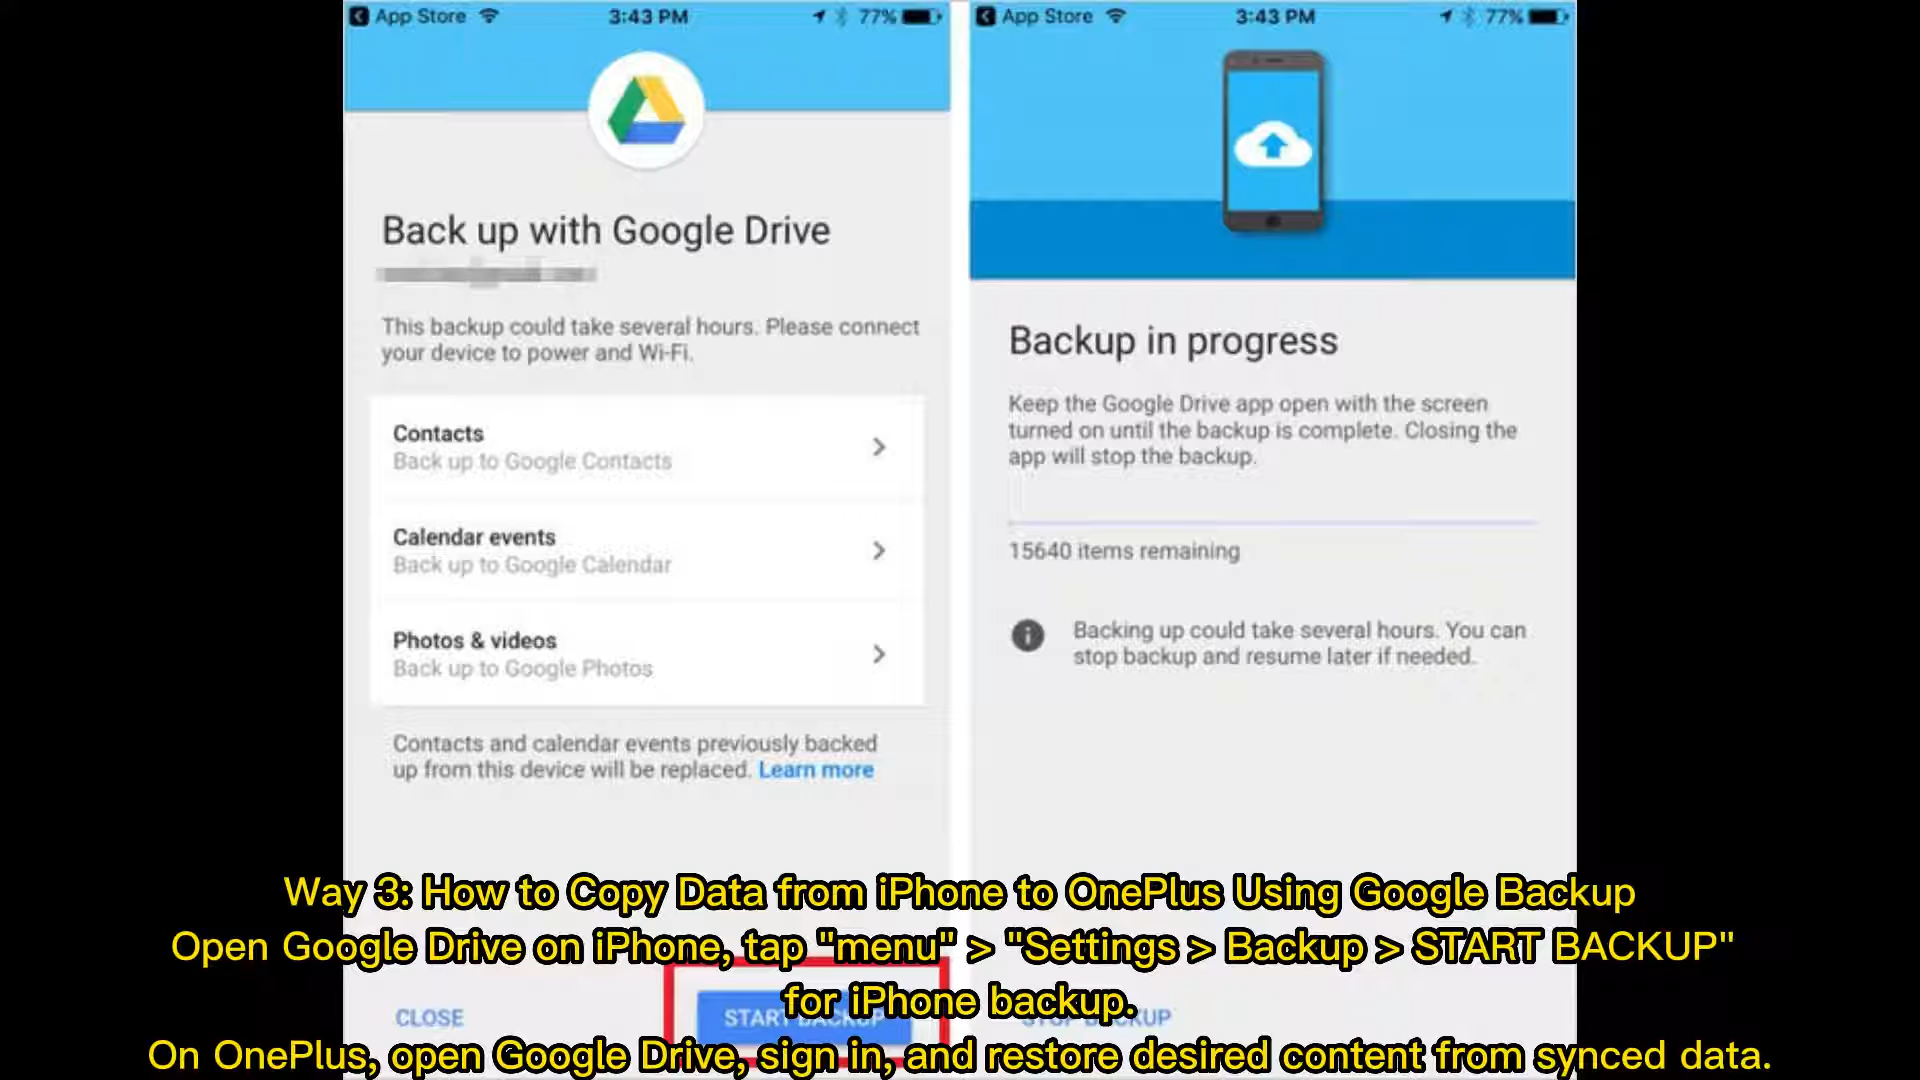 App Store
3:43 PM
77%
Back up with Google Drive
This backup could take several hours. Please connect
your device to power and Wi-Fi.
Contacts
Back up to Google Contacts
Calendar events
Back up to Google Calendar
Photos & videos
Back up to Google Photos
Contacts and calendar events previously backed
up from this device will be replaced. Learn more
CLOSE
START BACKUP
App Store
3:43 PM
77%
Backup in progress
Keep the Google Drive app open with the screen
turned on until the backup is complete. Closing the
app will stop the backup.
15640 items remaining
Backing up could take several hours. You can
stop backup and resume later if needed.
STOP BACKUP
Way 3: How to Copy Data from iPhone to OnePlus Using Google Backup
Open Google Drive on iPhone, tap "menu" > "Settings > Backup > START BACKUP"
for iPhone backup.
On OnePlus, open Google Drive, sign in, and restore desired content from synced data.